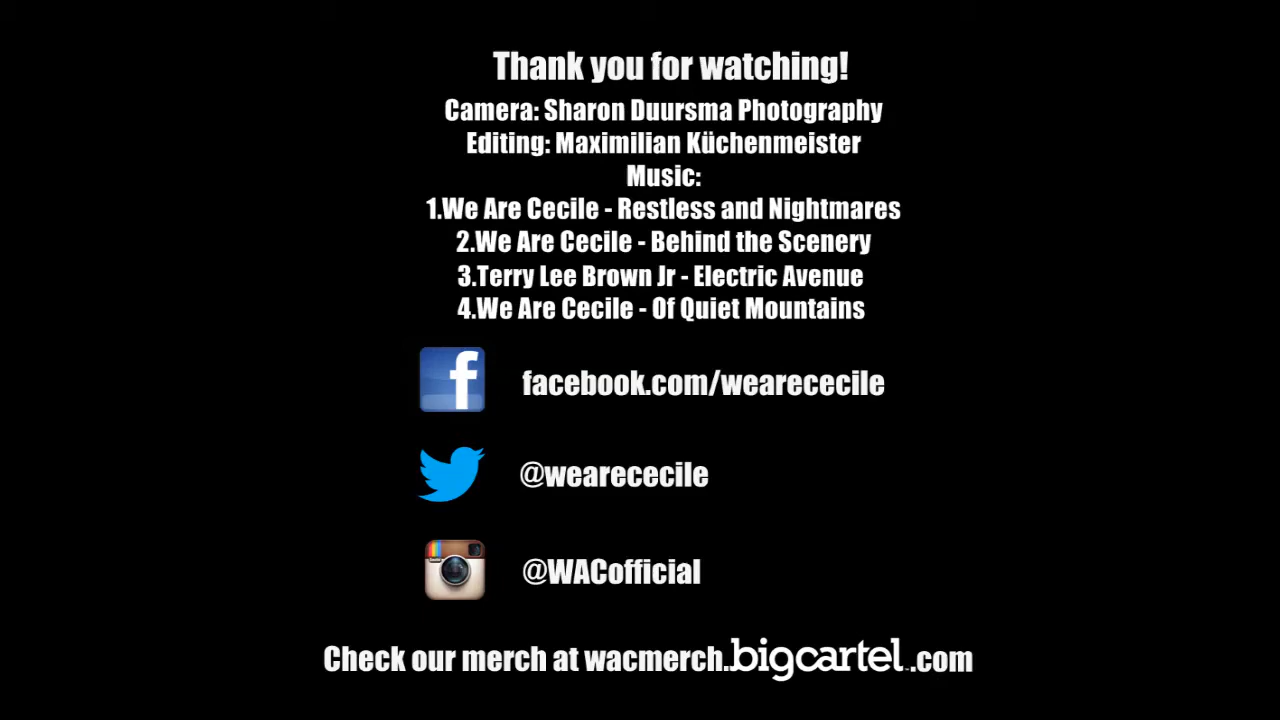 Thank you for watching!
Camera: Sharon Duursma Photography
Editing: Maximilian Küchenmeister
Music:
1.We Are Cecile - Restless and Nightmares
2.We Are Cecile - Behind the Scenery
3.Terry Lee Brown Jr - Electric Avenue
4.We Are Cecile - Of Quiet Mountains
facebook.com/wearececile
@wearececile
@WACofficial
Check our merch at wacmerch.bigcartel.com